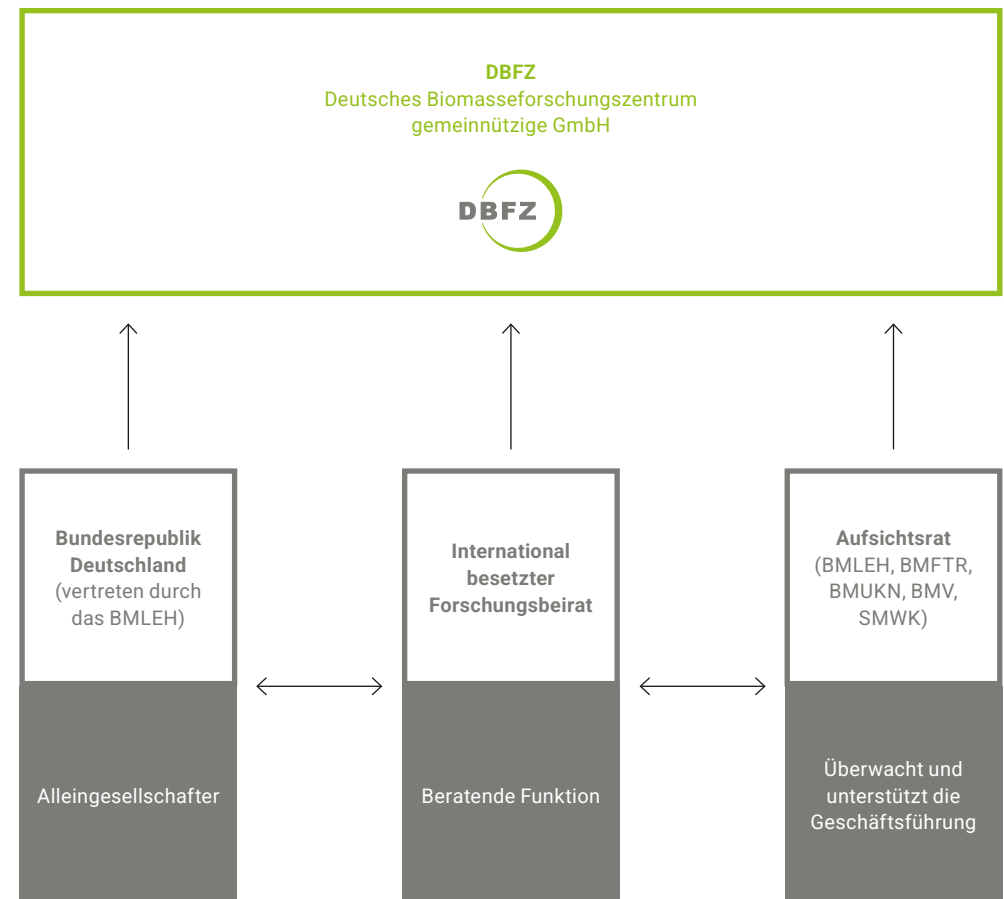 DBFZ
Deutsches Biomasseforschungszentrum
gemeinnützige GmbH
DBFZ
Bundesrepublik
Deutschland
(vertreten durch
das BMLEH)
Alleingesellschafter
International
besetzter
Forschungsbeirat
Beratende Funktion
Aufsichtsrat
(BMLEH, BMFTR,
BMUKN, BMV,
SMWK)
Überwacht und
unterstützt die
Geschäftsführung